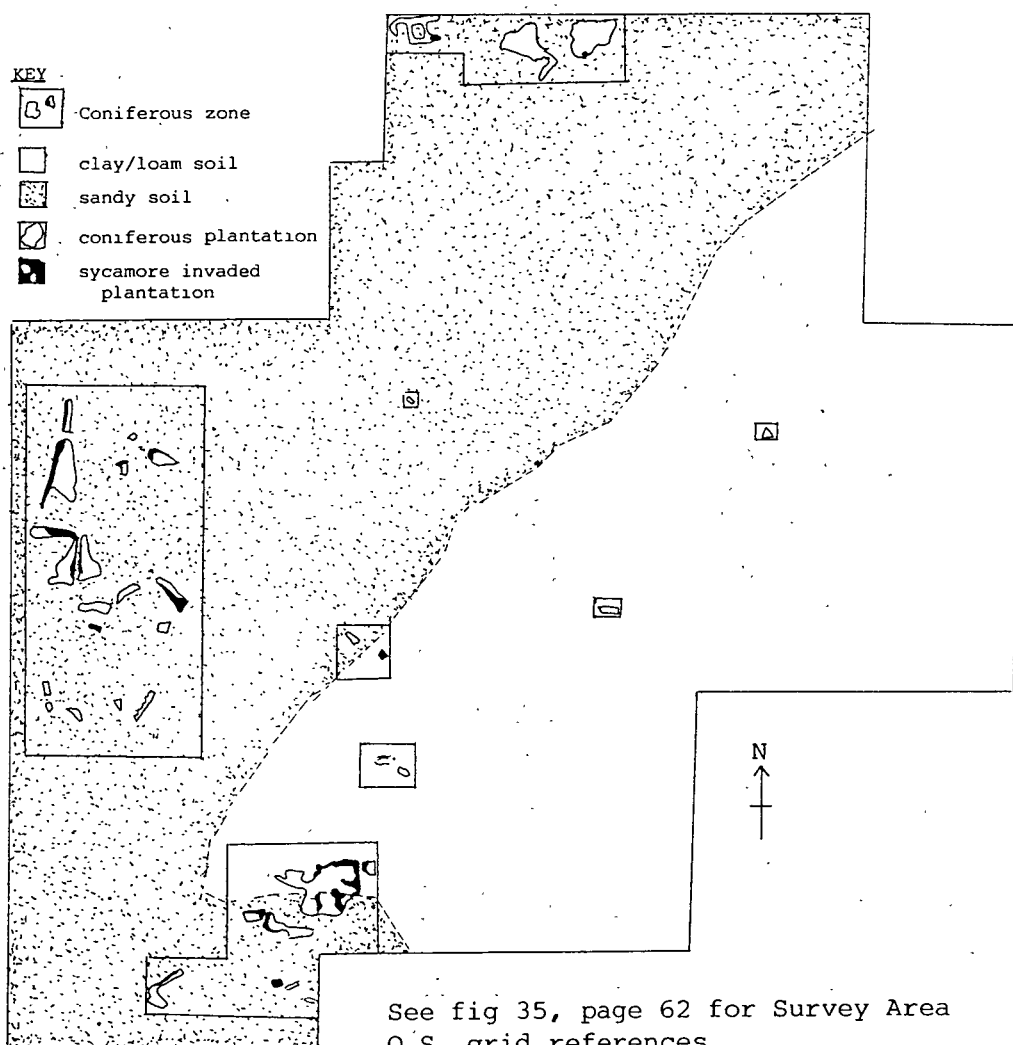 KEY
Coniferous zone
clay/loam soil
sandy soil
coniferous plantation
sycamore invaded
plantation
N
See fig 35, page 62 for Survey Area
O.S. grid references